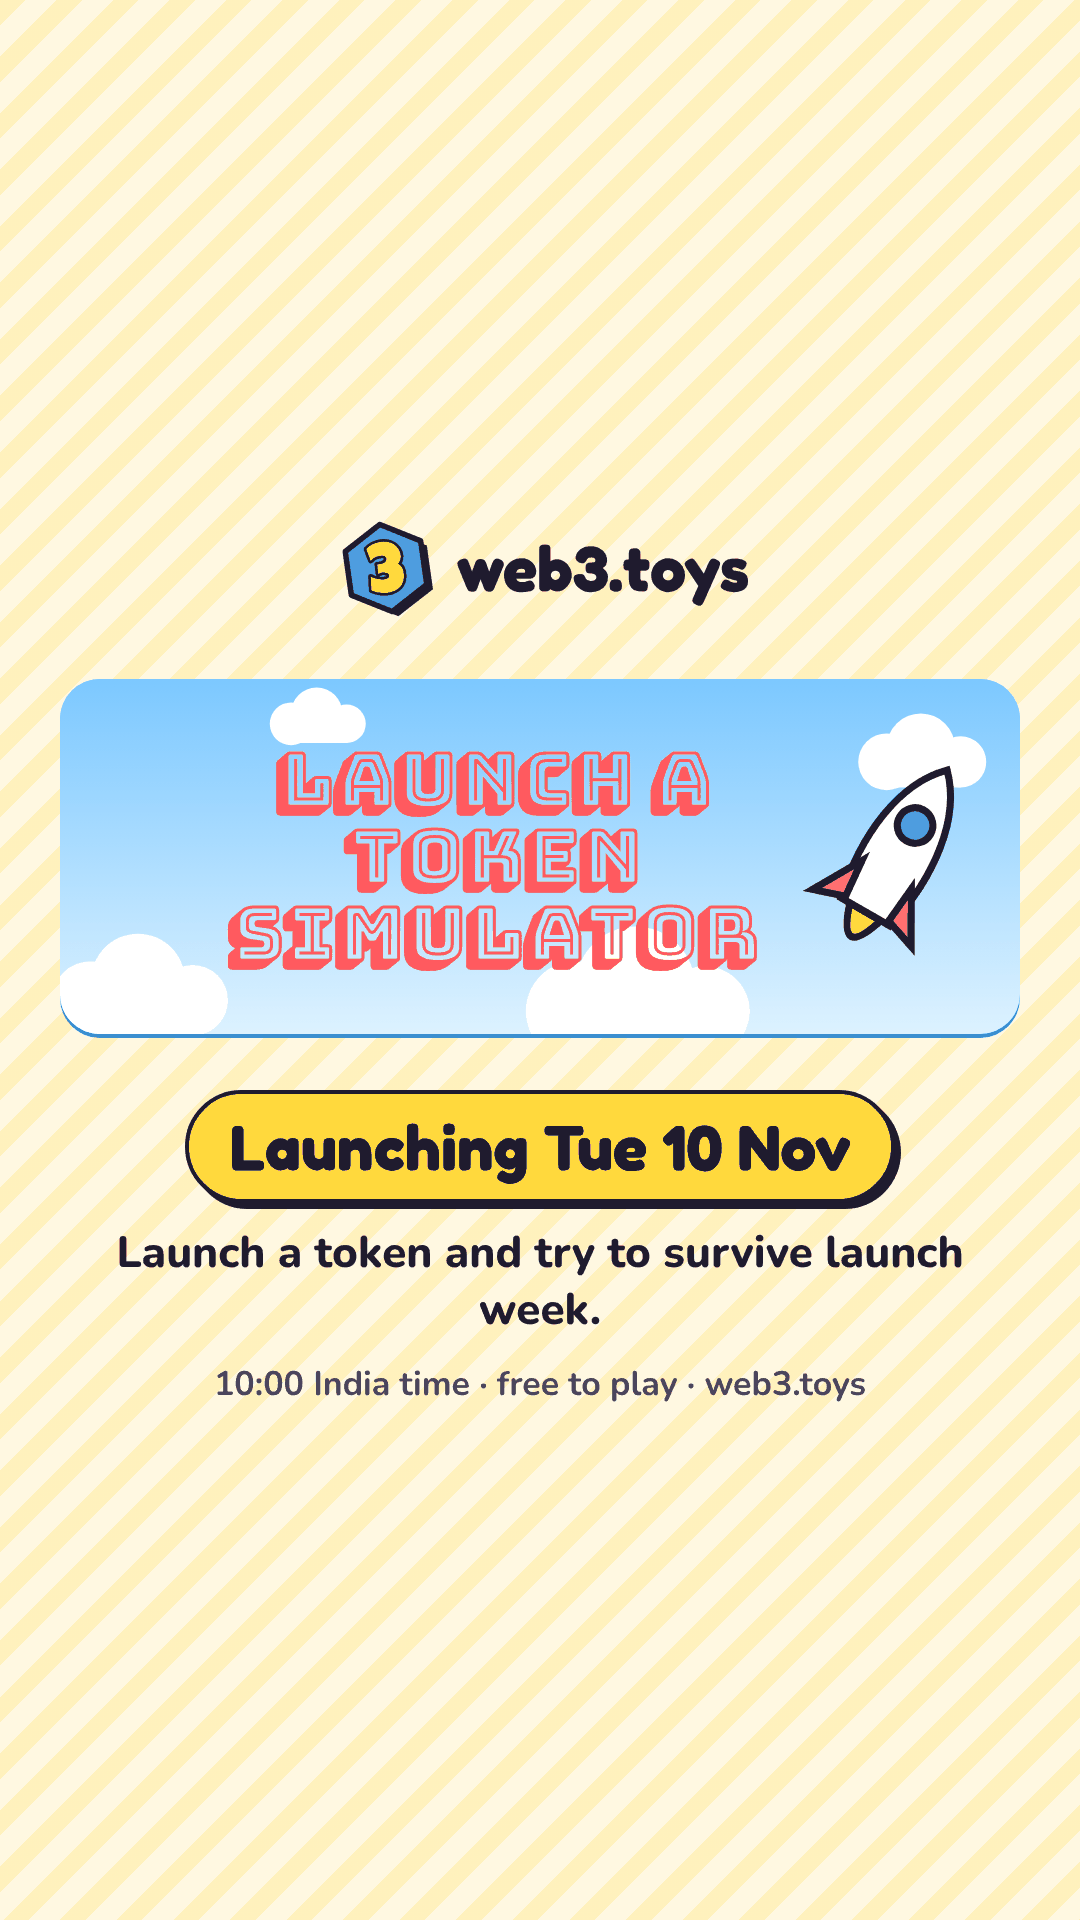 3 web3.toys
LAUNCH A
TOKEN
SIMULATOR
Launching Tue 10 Nov
Launch a token and try to survive launch
week.
10:00 India time · free to play · web3.toys